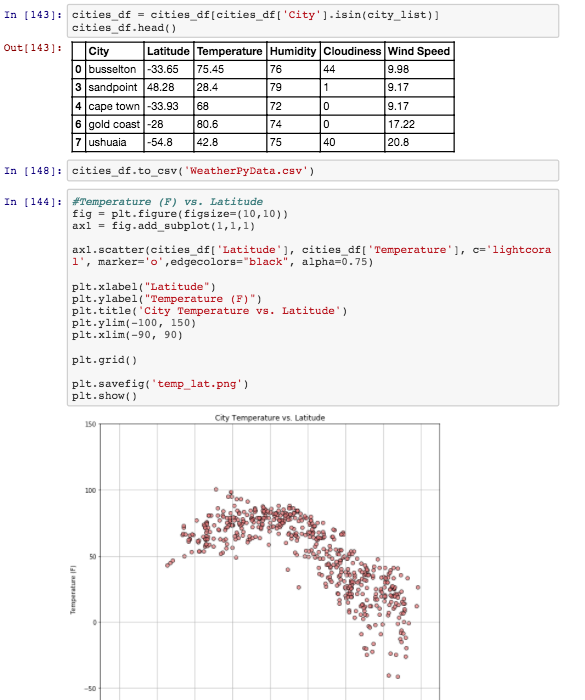 In [143]: cities_df = cities_df[cities_df['City'].isin(city_list)]
cities_df.head()
Out[143]:
City Latitude Temperature Humidity Cloudiness Wind Speed
0 busselton -33.65 75.45 76 44 9.98
3 sandpoint 48.28 28.4 79 1 9.17
4 cape town -33.93 68 72 0 9.17
6 gold coast -28 80.6 74 0 17.22
7 ushuaia -54.8 42.8 75 40 20.8
In [148]: cities_df.to_csv('WeatherPyData.csv')
In [144]: #Temperature (F) vs. Latitude
fig = plt.figure(figsize=(10,10))
ax1 = fig.add_subplot(1,1,1)
ax1.scatter(cities_df['Latitude'], cities_df['Temperature'], c='lightcora
l', marker='o',edgecolors="black", alpha=0.75)
plt.xlabel("Latitude")
plt.ylabel("Temperature (F)")
plt.title('City Temperature vs. Latitude')
plt.ylim(-100, 150)
plt.xlim(-90, 90)
plt.grid()
plt.savefig('temp_lat.png')
plt.show()
City Temperature vs. Latitude
150
100
50
0
−50
Temperature (F)